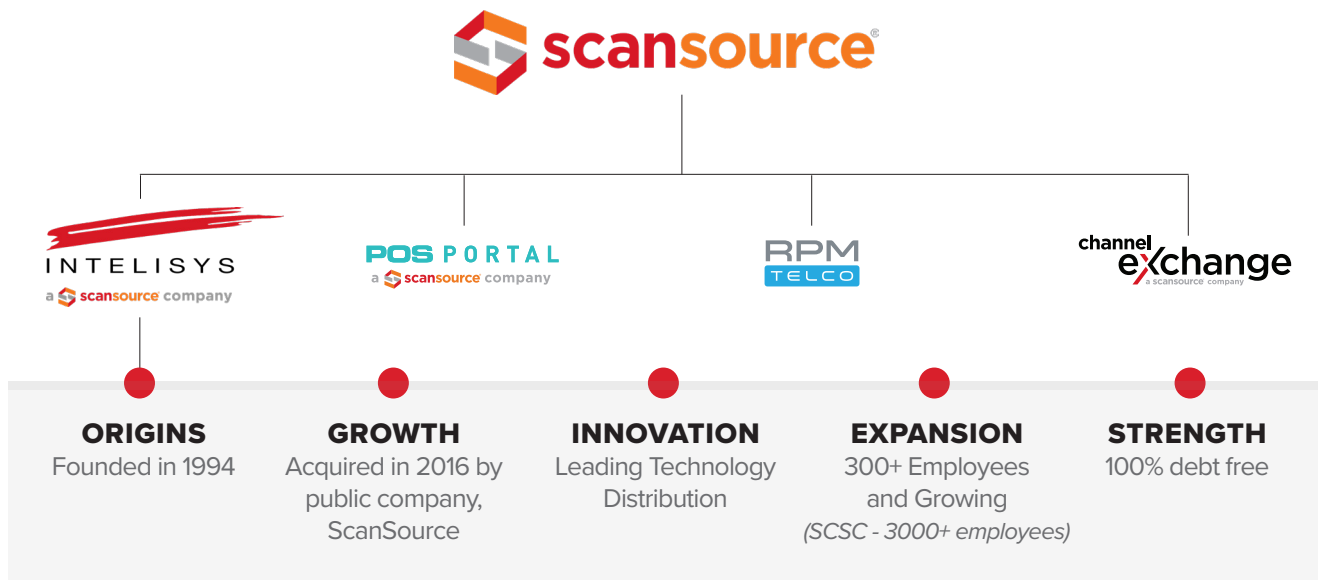 scansource®
INTELISYS
a scansource company
POS PORTAL
a scansource company
RPM
TELCO
channel
exchange
a scansource company
ORIGINS
Founded in 1994
GROWTH
Acquired in 2016 by
public company,
ScanSource
INNOVATION
Leading Technology
Distribution
EXPANSION
300+ Employees
and Growing
(SCSC - 3000+ employees)
STRENGTH
100% debt free